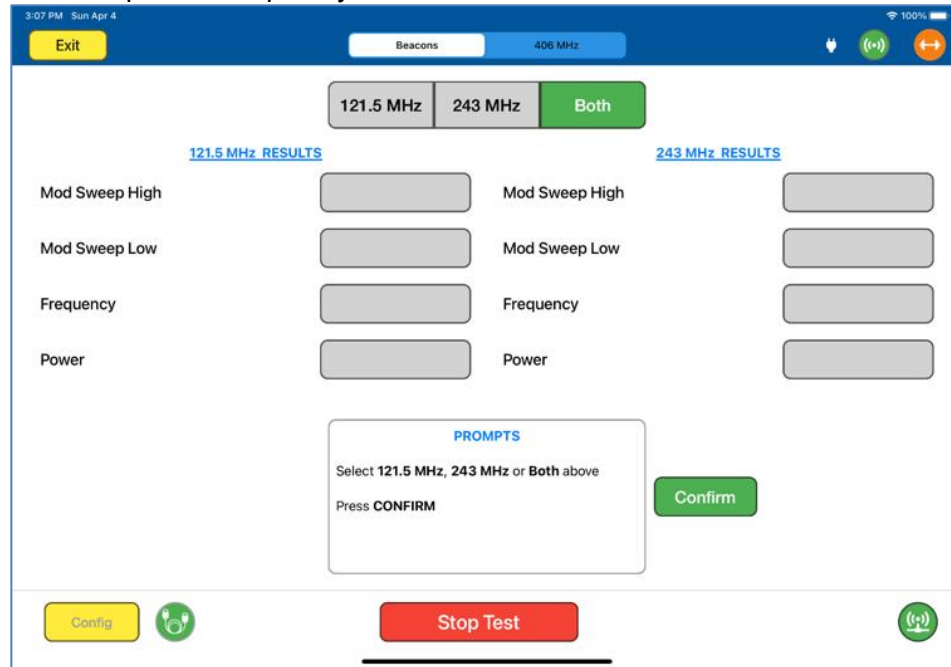 3:07 PM Sun Apr 4
100%
Exit
Beacons
406 MHz
121.5 MHz
243 MHz
Both
121.5 MHz RESULTS
243 MHz RESULTS
Mod Sweep High
Mod Sweep High
Mod Sweep Low
Mod Sweep Low
Frequency
Frequency
Power
Power
PROMPTS
Select 121.5 MHz, 243 MHz or Both above
Press CONFIRM
Confirm
Config
Stop Test